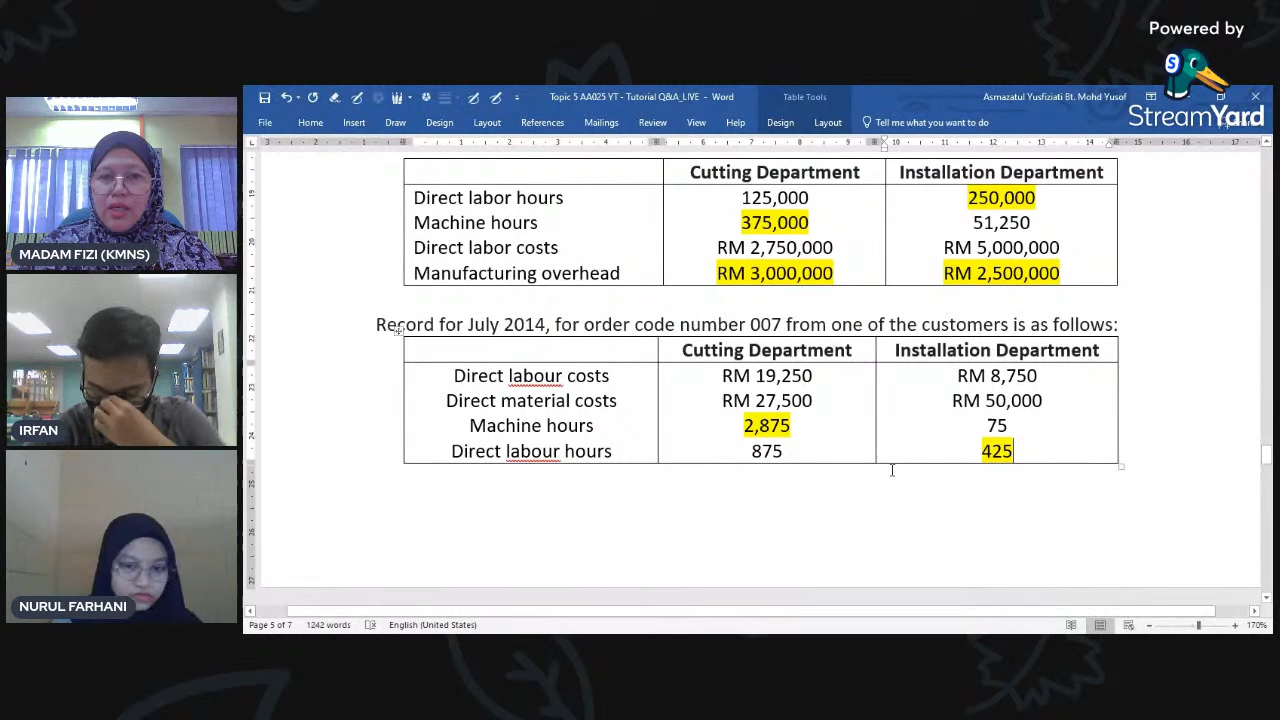 Powered by
StreamYard
Topic 5 AA025 YT - Tutorial Q&A_LIVE - Word
Table Tools
Asmazatul Yusfiziati Bt. Mohd Yusof
File Home Insert Draw Design Layout References Mailings Review View Help Design Layout Tell me what you want to do
Cutting Department Installation Department
Direct labor hours 125,000 250,000
Machine hours 375,000 51,250
Direct labor costs RM 2,750,000 RM 5,000,000
Manufacturing overhead RM 3,000,000 RM 2,500,000
Record for July 2014, for order code number 007 from one of the customers is as follows:
Cutting Department Installation Department
Direct labour costs RM 19,250 RM 8,750
Direct material costs RM 27,500 RM 50,000
Machine hours 2,875 75
Direct labour hours 875 425
MADAM FIZI (KMNS)
IRFAN
NURUL FARHANI
Page 5 of 7 1242 words English (United States) 170%